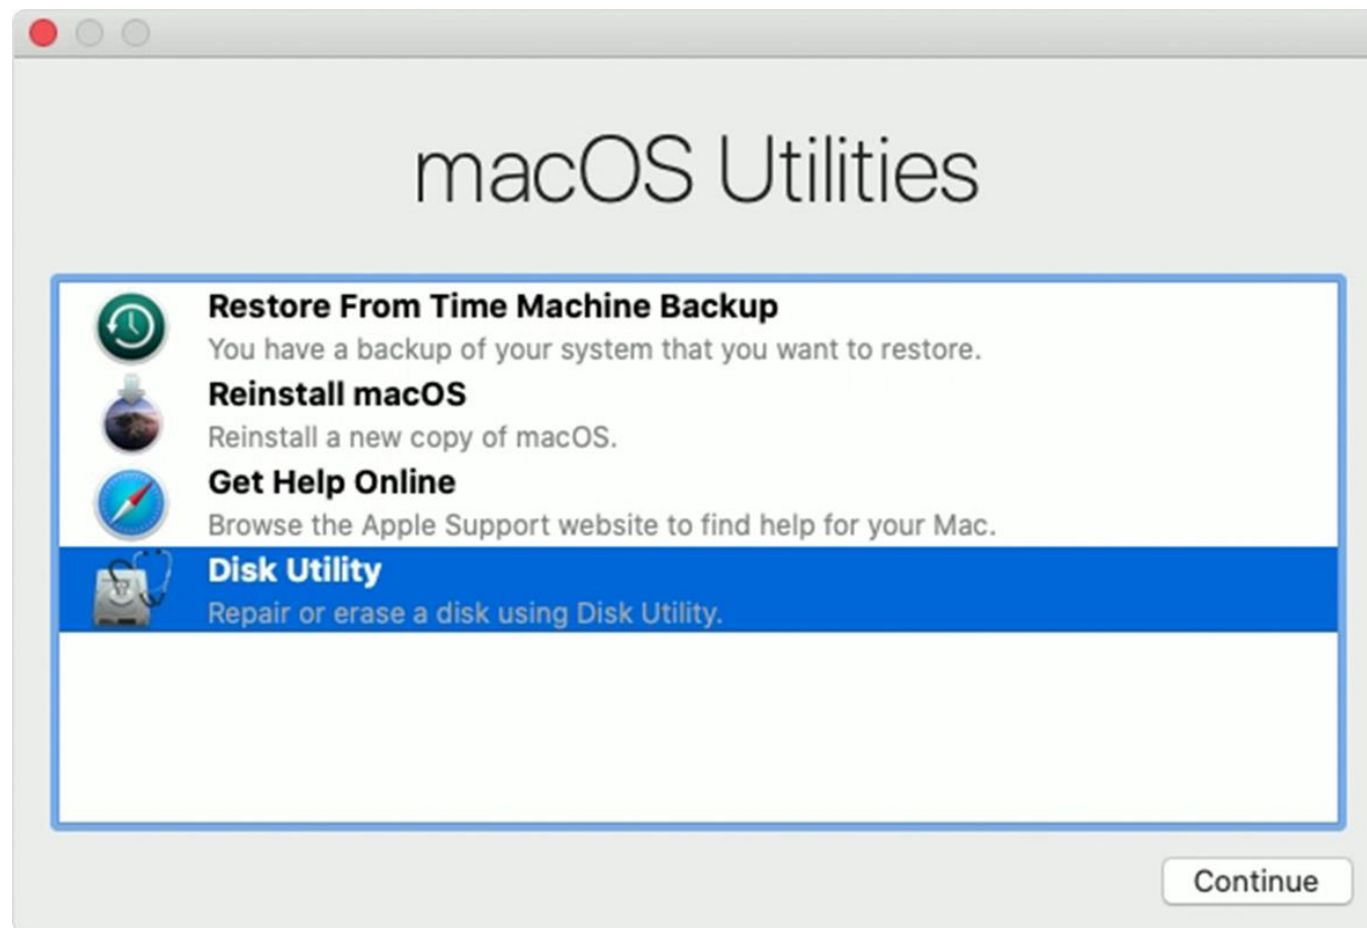 macOS Utilities
Restore From Time Machine Backup
You have a backup of your system that you want to restore.
Reinstall macOS
Reinstall a new copy of macOS.
Get Help Online
Browse the Apple Support website to find help for your Mac.
Disk Utility
Repair or erase a disk using Disk Utility.
Continue